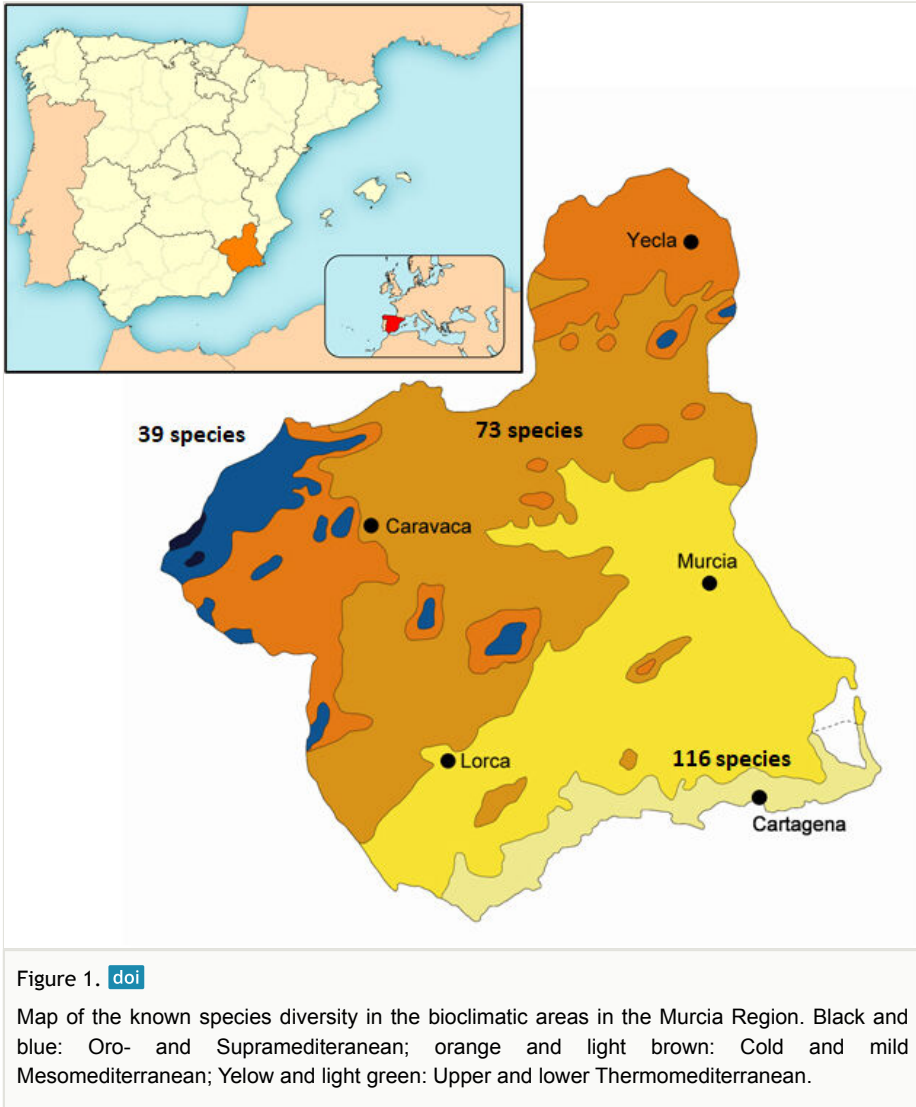 Yecla
39 species
73 species
Caravaca
Murcia
Lorca
116 species
Cartagena
Figure 1. doi
Map of the known species diversity in the bioclimatic areas in the Murcia Region. Black and
blue: Oro- and Supramediteranean; orange and light brown: Cold and mild
Mesomediterranean; Yelow and light green: Upper and lower Thermomediterranean.